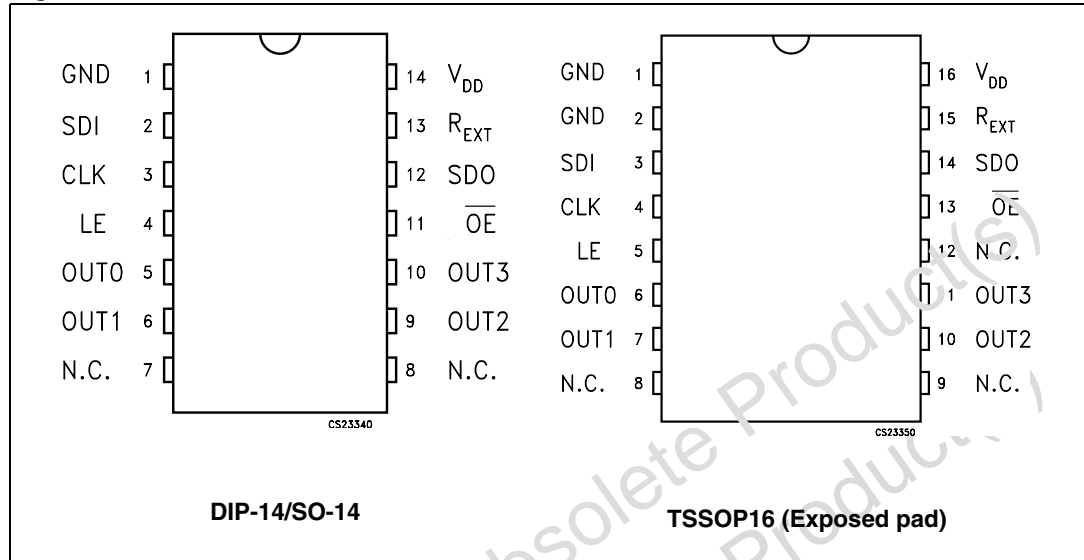 GND 1 14 VDD
SDI 2 13 REXT
CLK 3 12 SDO
LE 4 11 OE
OUT0 5 10 OUT3
OUT1 6 9 OUT2
N.C. 7 8 N.C.
CS23340
DIP-14/SO-14
GND 1 16 VDD
GND 2 15 REXT
SDI 3 14 SDO
CLK 4 13 OE
LE 5 12 N.C.
OUT0 6 1 OUT3
OUT1 7 10 OUT2
N.C. 8 9 N.C.
CS23350
TSSOP16 (Exposed pad)
bsolete Product(s)
Product(